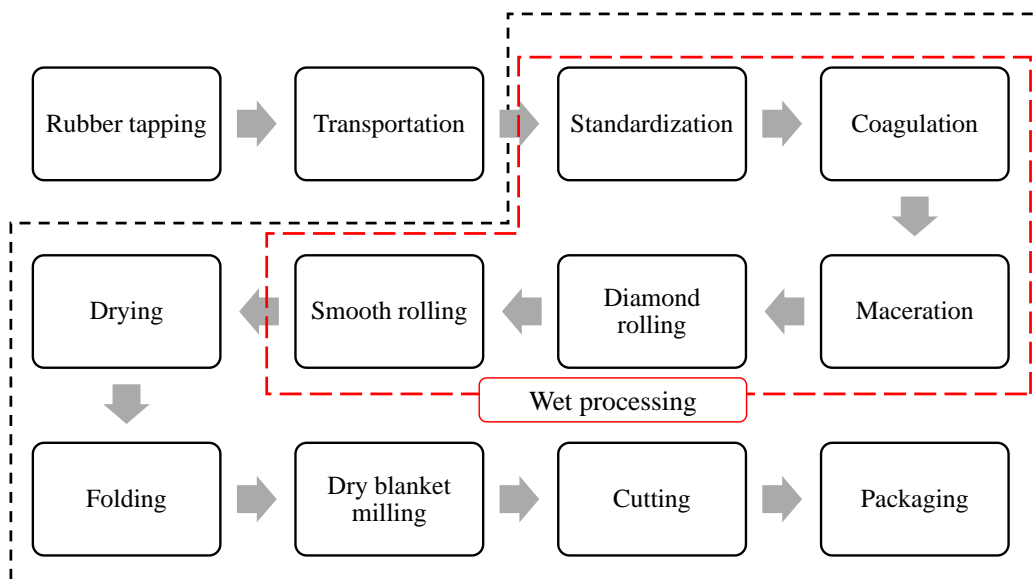 Rubber tapping
Transportation
Standardization
Coagulation
Drying
Smooth rolling
Diamond
rolling
Maceration
Wet processing
Folding
Dry blanket
milling
Cutting
Packaging